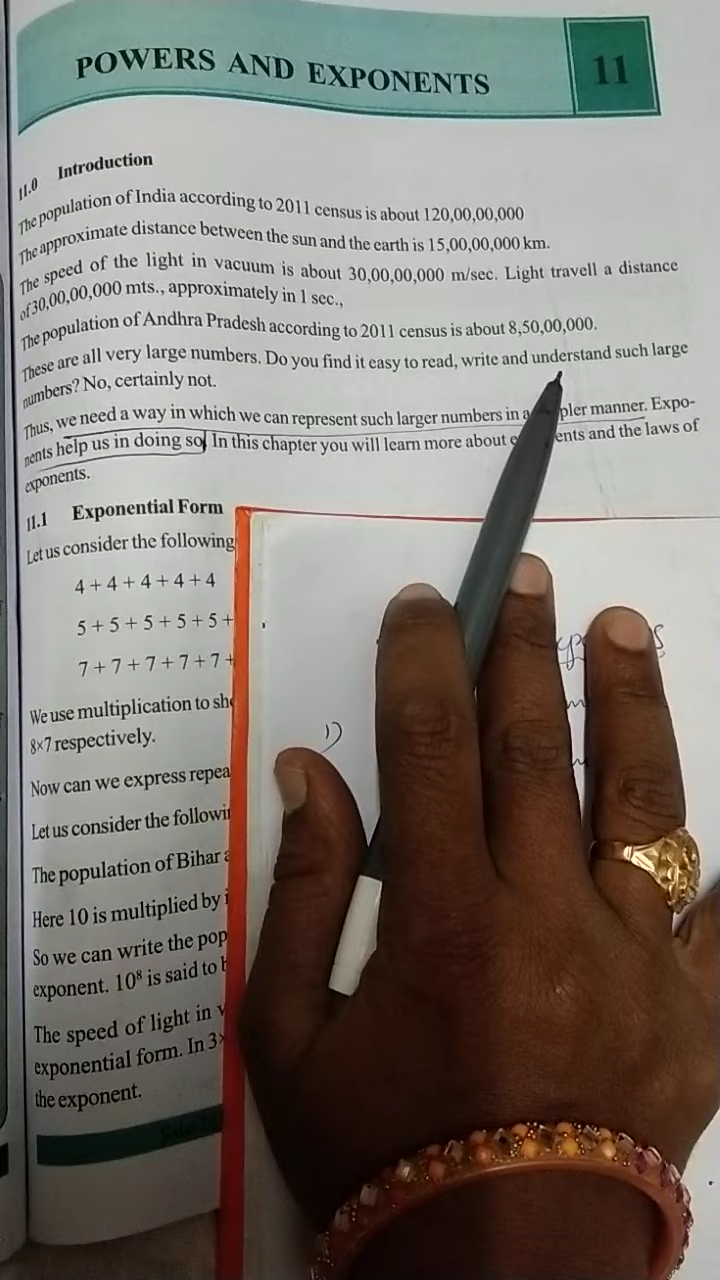 POWERS AND EXPONENTS
11
11.0 Introduction
The population of India according to 2011 census is about 120,00,00,000
The approximate distance between the sun and the earth is 15,00,00,000 km.
The speed of the light in vacuum is about 30,00,00,000 m/sec. Light travell a distance
of 30,00,00,000 mts., approximately in 1 sec.,
The population of Andhra Pradesh according to 2011 census is about 8,50,00,000.
These are all very large numbers. Do you find it easy to read, write and understand such large
numbers? No, certainly not.
Thus, we need a way in which we can represent such larger numbers in a pler manner. Expo-
nents help us in doing so. In this chapter you will learn more about e ents and the laws of
exponents.
11.1 Exponential Form
Let us consider the following
4 + 4 + 4 + 4 + 4
5 + 5 + 5 + 5 + 5 +
7 + 7 + 7 + 7 + 7 +
We use multiplication to sh
8×7 respectively.
Now can we express repea
Let us consider the followi
1)
The population of Bihar a
Here 10 is multiplied by i
So we can write the pop
exponent. 10⁸ is said to b
The speed of light in v
exponential form. In 3×
the exponent.